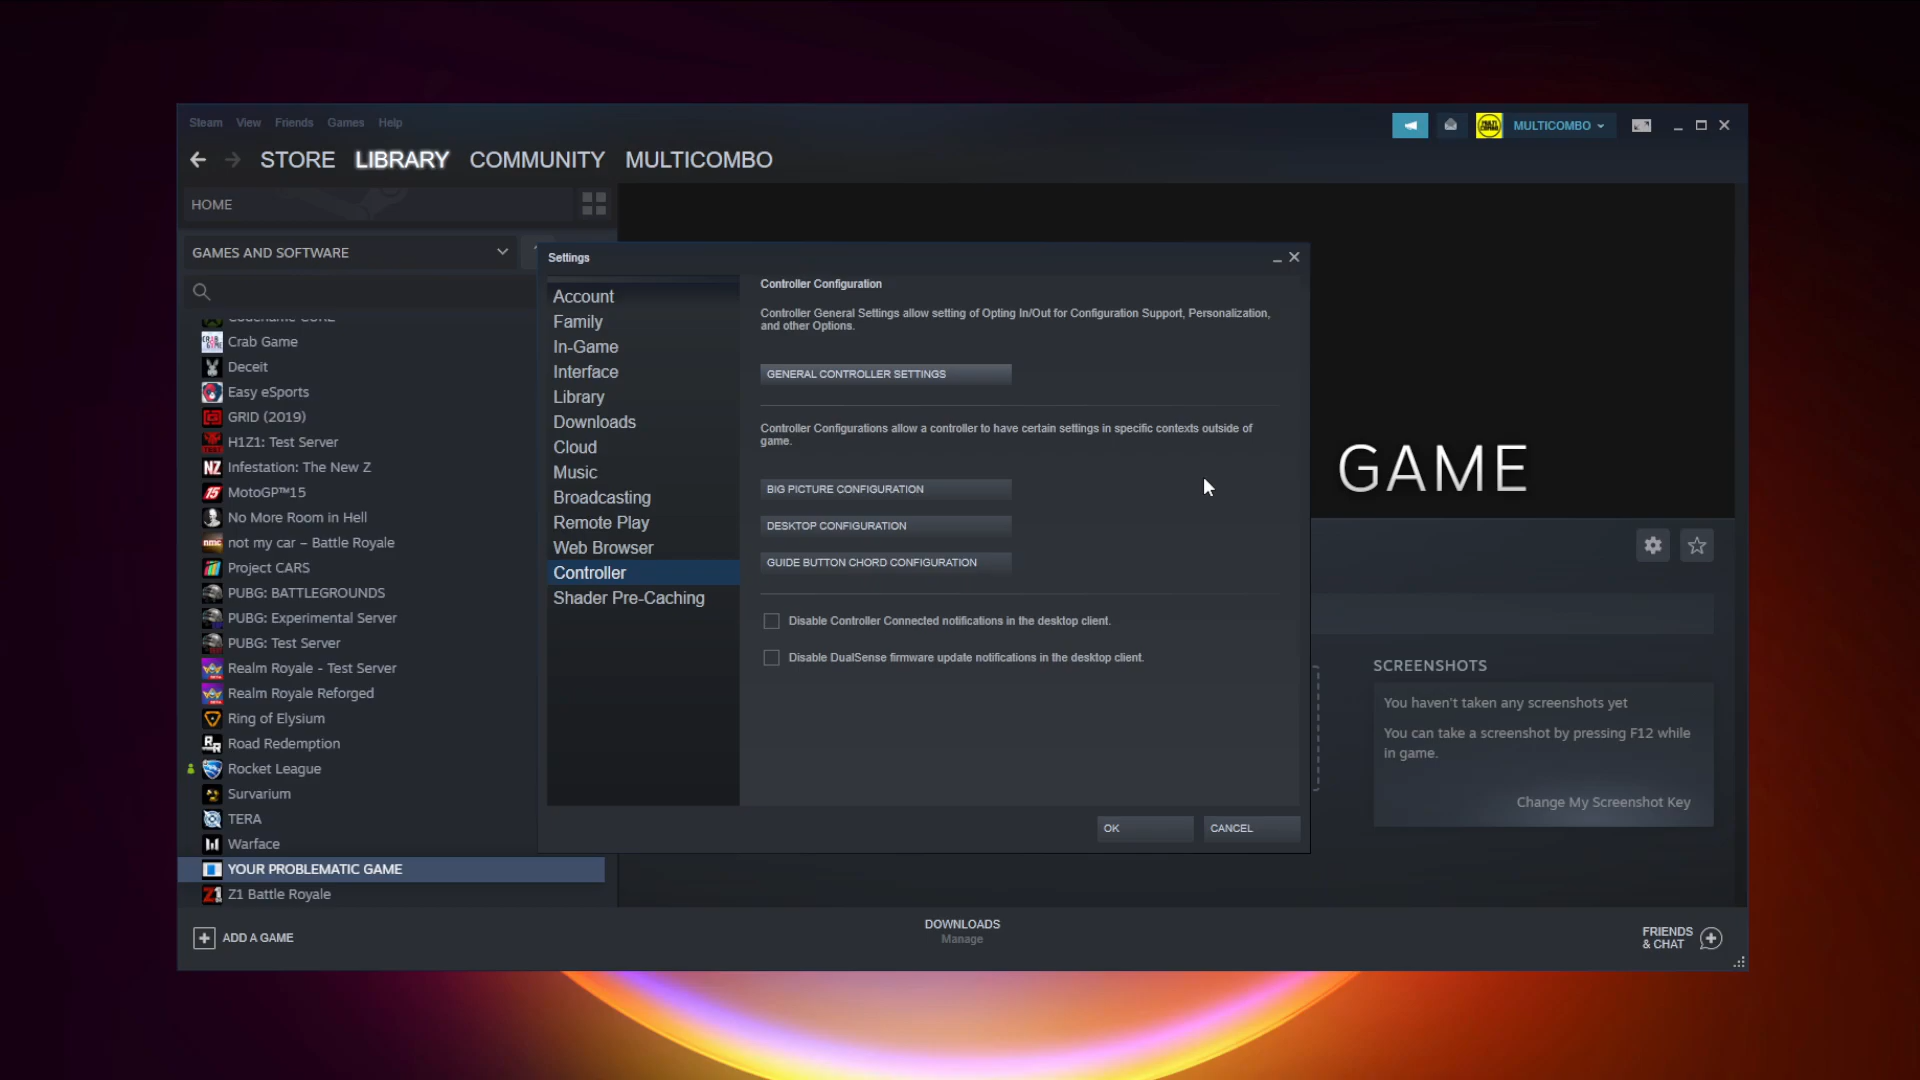 Steam View Friends Games Help
MULTICOMBO
STORE LIBRARY COMMUNITY MULTICOMBO
HOME
GAMES AND SOFTWARE
Crab Game
Deceit
Easy eSports
GRID (2019)
H1Z1: Test Server
Infestation: The New Z
MotoGP™15
No More Room in Hell
not my car – Battle Royale
Project CARS
PUBG: BATTLEGROUNDS
PUBG: Experimental Server
PUBG: Test Server
Realm Royale - Test Server
Realm Royale Reforged
Ring of Elysium
Road Redemption
Rocket League
Survarium
TERA
Warface
YOUR PROBLEMATIC GAME
Z1 Battle Royale
Settings
Account
Family
In-Game
Interface
Library
Downloads
Cloud
Music
Broadcasting
Remote Play
Web Browser
Controller
Shader Pre-Caching
Controller Configuration
Controller General Settings allow setting of Opting In/Out for Configuration Support, Personalization,
and other Options.
GENERAL CONTROLLER SETTINGS
Controller Configurations allow a controller to have certain settings in specific contexts outside of
game.
BIG PICTURE CONFIGURATION
DESKTOP CONFIGURATION
GUIDE BUTTON CHORD CONFIGURATION
Disable Controller Connected notifications in the desktop client.
Disable DualSense firmware update notifications in the desktop client.
OK CANCEL
GAME
SCREENSHOTS
You haven't taken any screenshots yet
You can take a screenshot by pressing F12 while
in game.
Change My Screenshot Key
ADD A GAME
DOWNLOADS
Manage
FRIENDS
& CHAT